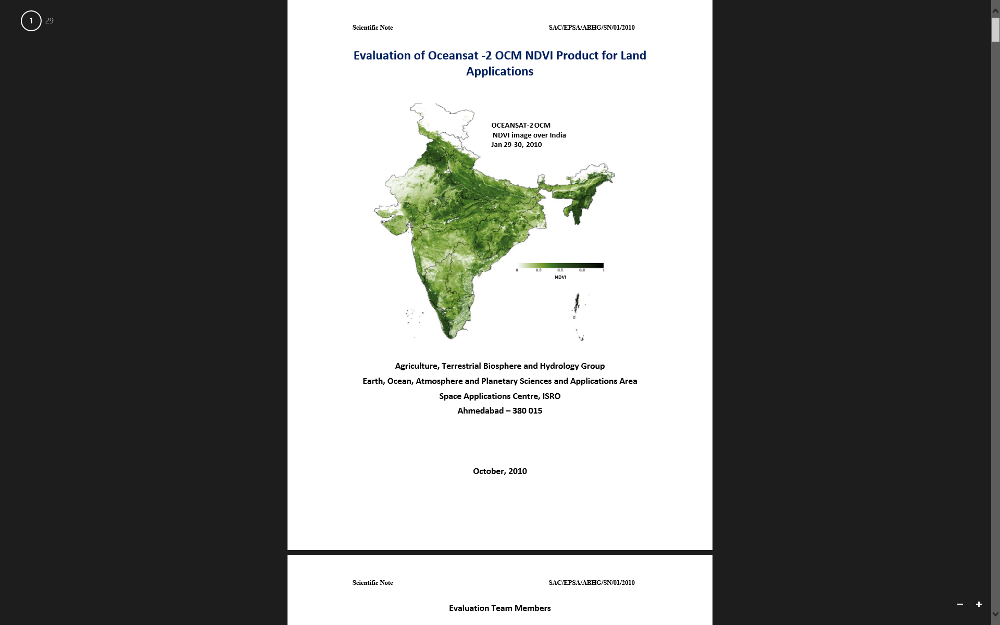 1 29
Scientific Note SAC/EPSA/ABHG/SN/01/2010
Evaluation of Oceansat -2 OCM NDVI Product for Land
Applications
OCEANSAT-2 OCM
NDVI image over India
Jan 29-30, 2010
0 0.3 0.5 0.8 1
NDVI
Agriculture, Terrestrial Biosphere and Hydrology Group
Earth, Ocean, Atmosphere and Planetary Sciences and Applications Area
Space Applications Centre, ISRO
Ahmedabad – 380 015
October, 2010
Scientific Note SAC/EPSA/ABHG/SN/01/2010
Evaluation Team Members